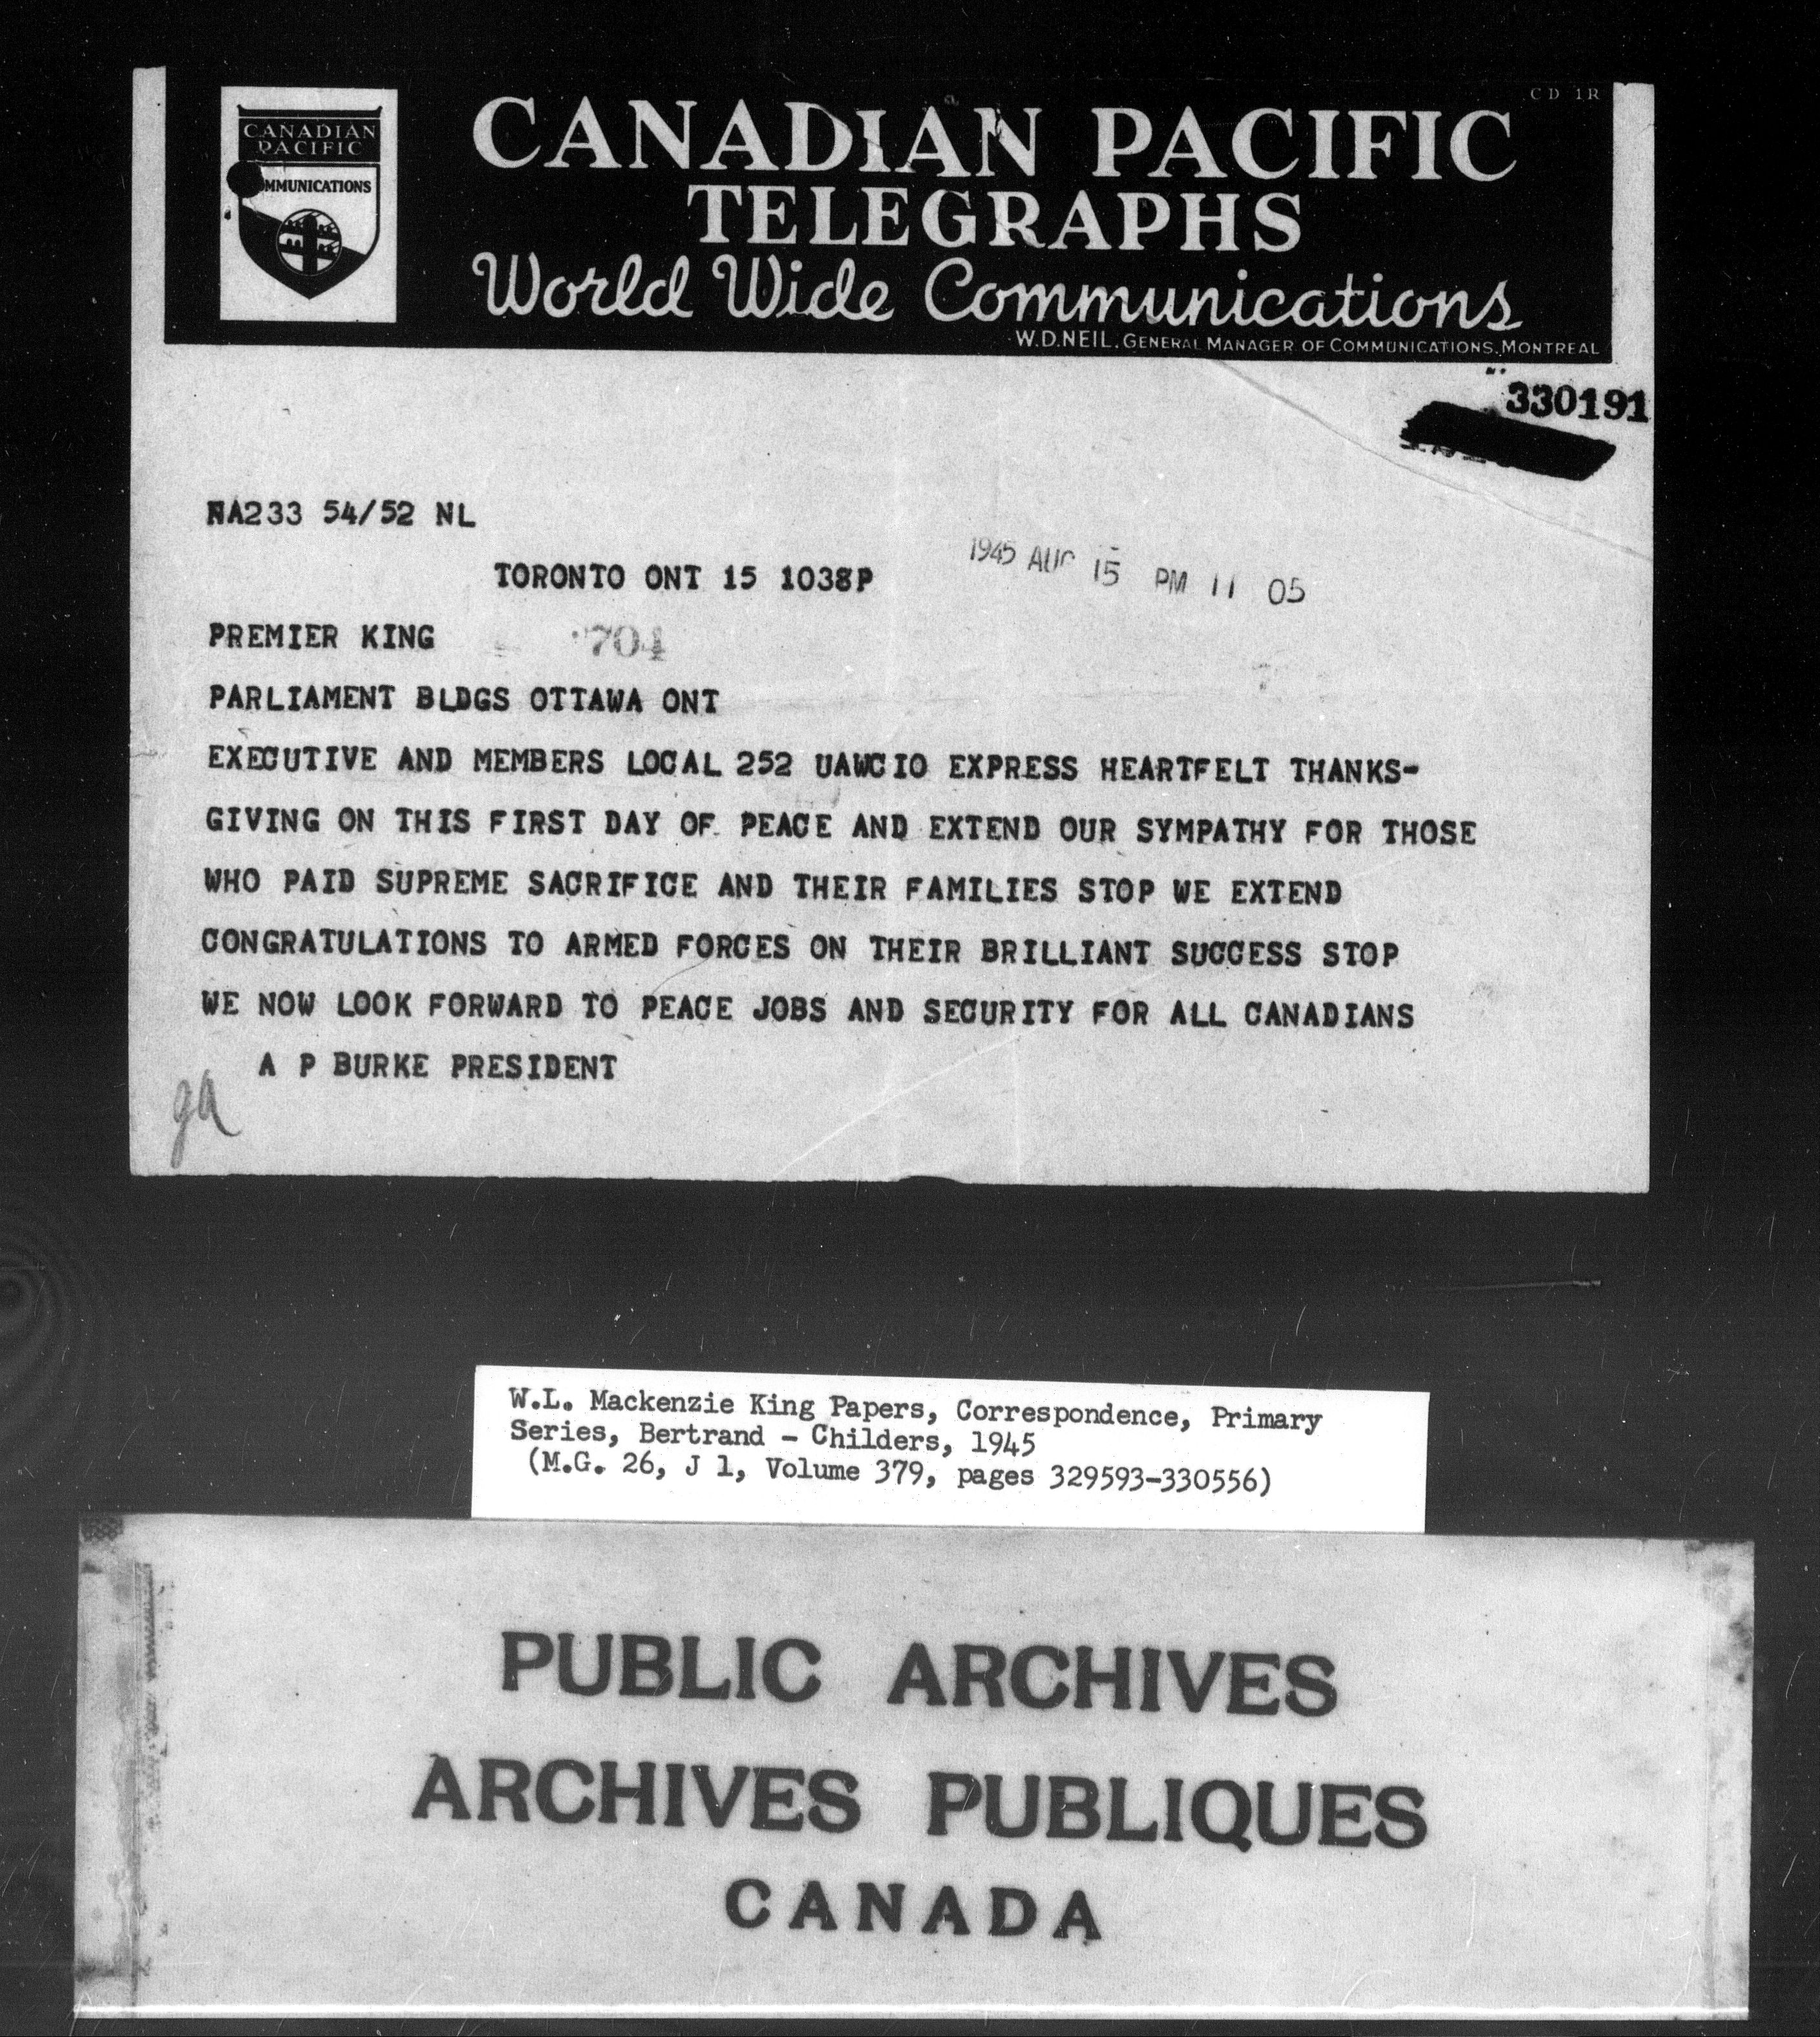 CD 1R
CANADIAN PACIFIC
TELEGRAPHS
World Wide Communications
W.D. NEIL, GENERAL MANAGER OF COMMUNICATIONS, MONTREAL
CANADIAN
PACIFIC
MMUNICATIONS
330191
NA233 54/52 NL
1945 AUG 15 PM 11 05
TORONTO ONT 15 1038P
PREMIER KING
704
PARLIAMENT BLDGS OTTAWA ONT
EXECUTIVE AND MEMBERS LOCAL 252 UAWCIO EXPRESS HEARTFELT THANKS-
GIVING ON THIS FIRST DAY OF PEACE AND EXTEND OUR SYMPATHY FOR THOSE
WHO PAID SUPREME SACRIFICE AND THEIR FAMILIES STOP WE EXTEND
CONGRATULATIONS TO ARMED FORCES ON THEIR BRILLIANT SUCCESS STOP
WE NOW LOOK FORWARD TO PEACE JOBS AND SECURITY FOR ALL CANADIANS
A P BURKE PRESIDENT
ga
W.L. Mackenzie King Papers, Correspondence, Primary
Series, Bertrand - Childers, 1945
(M.G. 26, J 1, Volume 379, pages 329593-330556)
PUBLIC ARCHIVES
ARCHIVES PUBLIQUES
CANADA